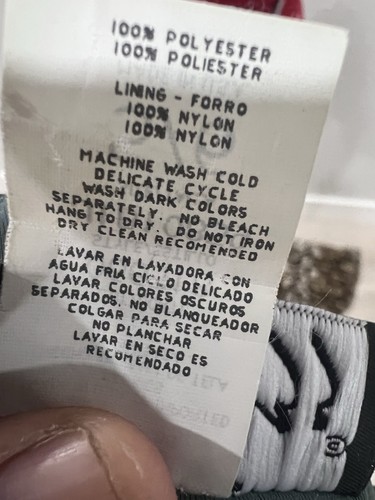 100% POLYESTER
100% POLIESTER
LINING - FORRO
100% NYLON
100% NYLON
MACHINE WASH COLD
DELICATE CYCLE
WASH DARK COLORS
SEPARATELY. NO BLEACH
HANG TO DRY. DO NOT IRON
DRY CLEAN RECOMENDED
LAVAR EN LAVADORA CON
AGUA FRIA CICLO DELICADO
LAVAR COLORES OSCUROS
SEPARADOS. NO BLANQUEADOR
COLGAR PARA SECAR
NO PLANCHAR
LAVAR EN SECO ES
RECOMENDADO
®